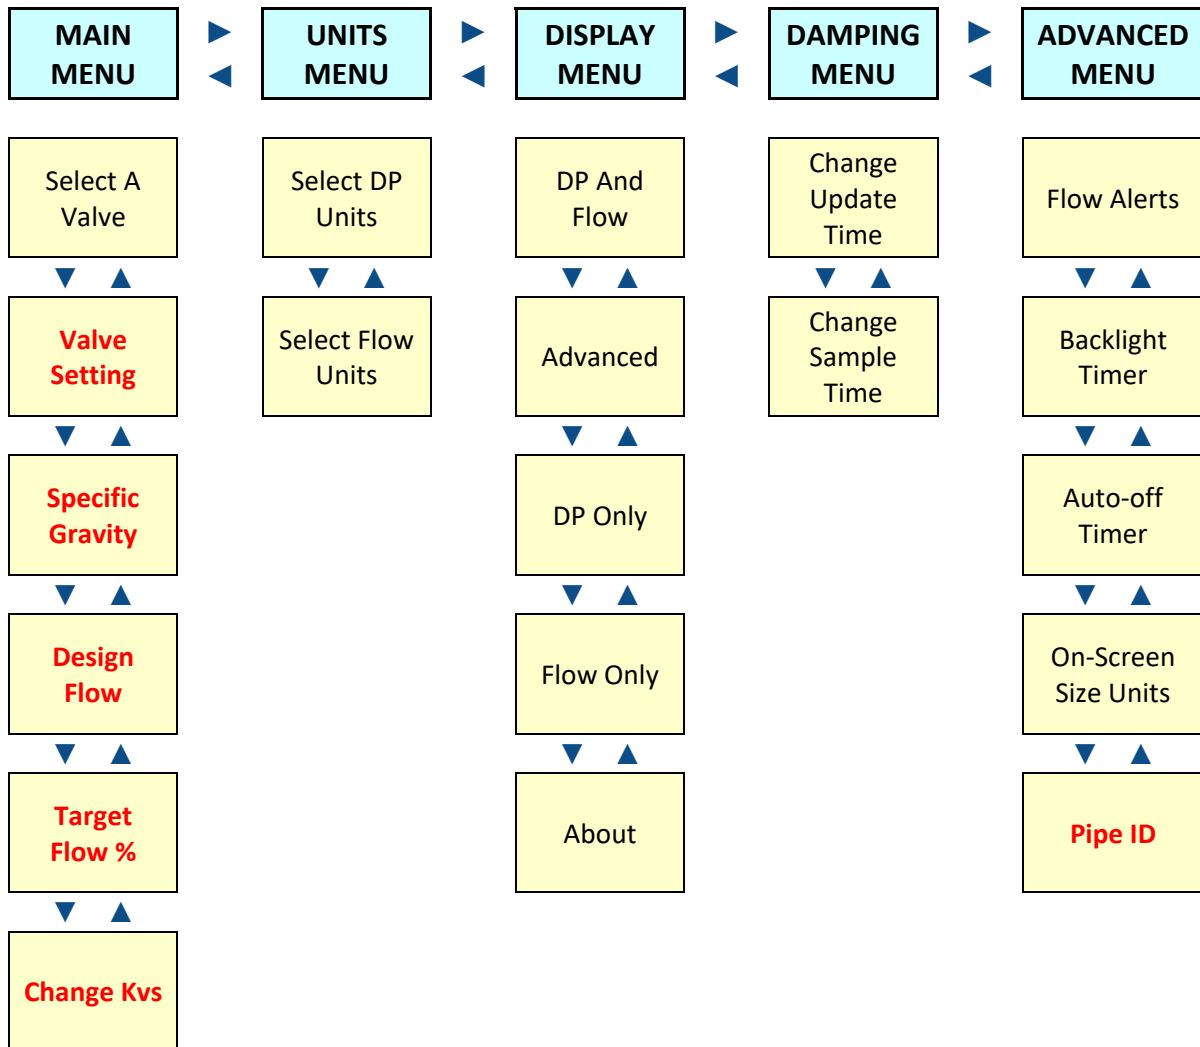 MAIN
MENU
UNITS
MENU
DISPLAY
MENU
DAMPING
MENU
ADVANCED
MENU
Select A
Valve
Valve
Setting
Specific
Gravity
Design
Flow
Target
Flow %
Change Kvs
Select DP
Units
Select Flow
Units
DP And
Flow
Advanced
DP Only
Flow Only
About
Change
Update
Time
Change
Sample
Time
Flow Alerts
Backlight
Timer
Auto-off
Timer
On-Screen
Size Units
Pipe ID